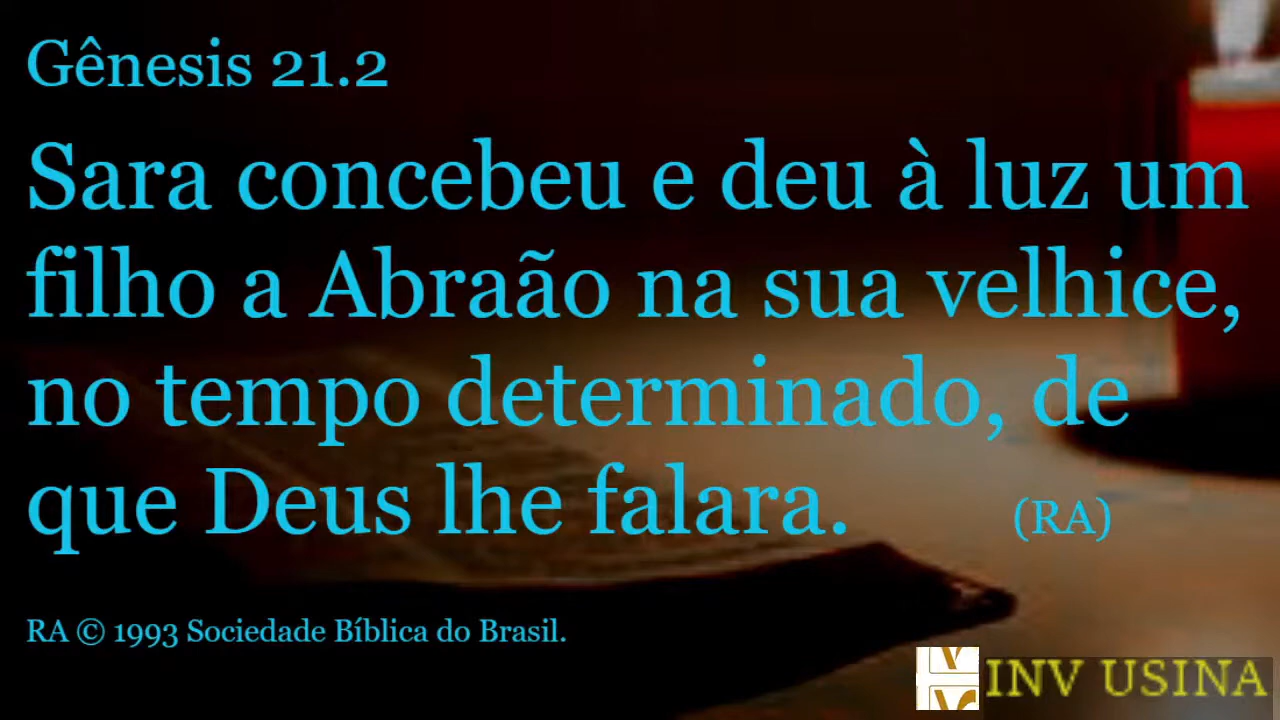 Gênesis 21.2
Sara concebeu e deu à luz um
filho a Abraão na sua velhice,
no tempo determinado, de
que Deus lhe falara. (RA)
RA © 1993 Sociedade Bíblica do Brasil.
INV USINA